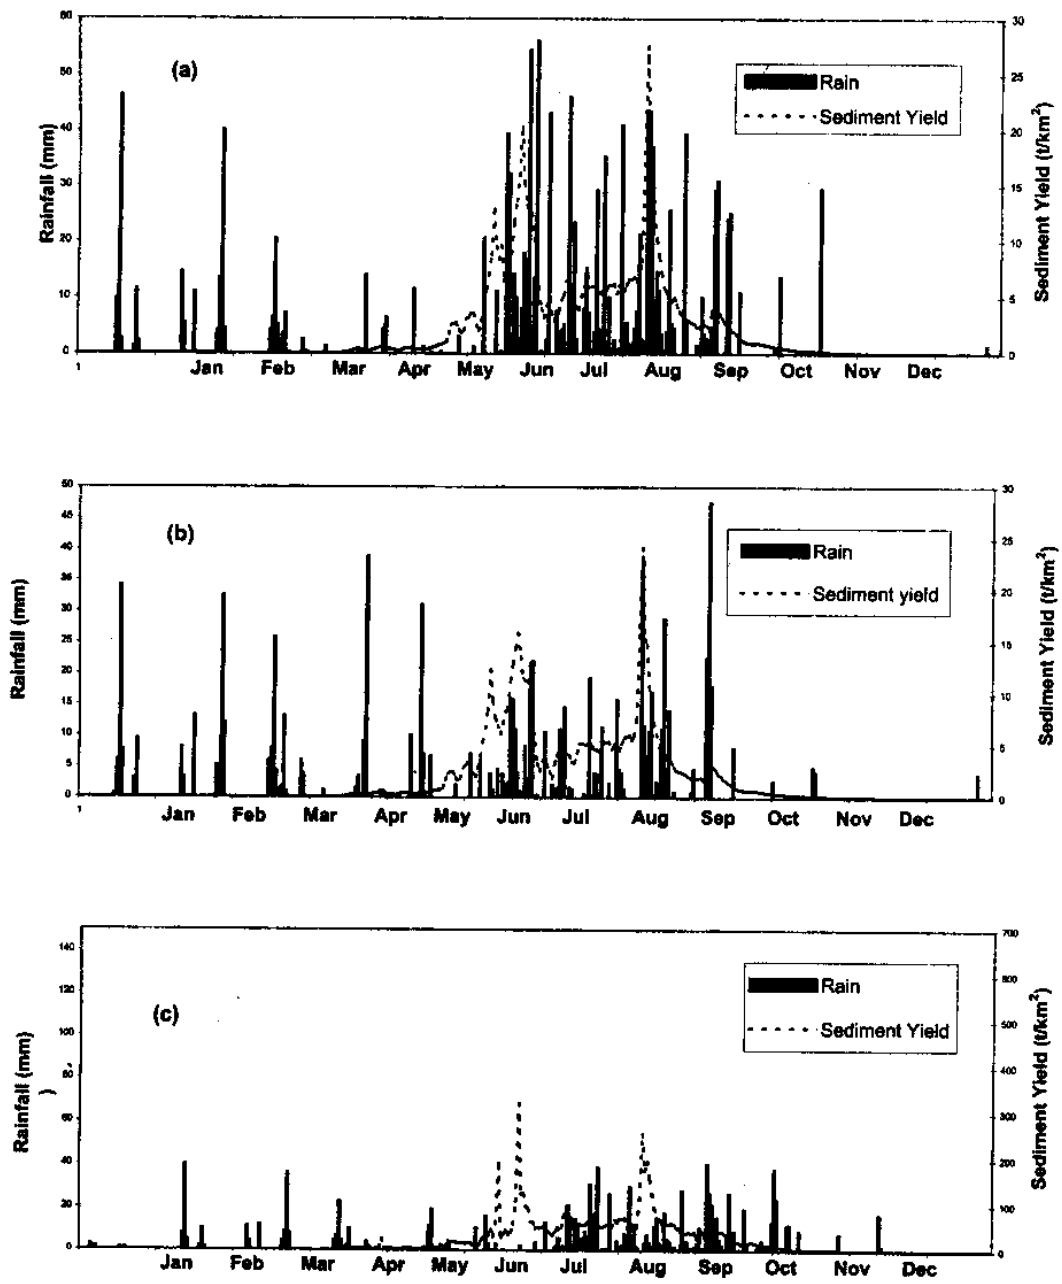 60
50
40
30
20
10
0
Rainfall (mm)
(a)
Rain
Sediment Yield
30
25
20
15
10
5
0
Sediment Yield (t/km²)
1
Jan Feb Mar Apr May Jun Jul Aug Sep Oct Nov Dec
50
45
40
35
30
25
20
15
10
5
0
Rainfall (mm)
(b)
Rain
Sediment yield
30
25
20
15
10
5
0
Sediment Yield (t/km²)
1
Jan Feb Mar Apr May Jun Jul Aug Sep Oct Nov Dec
140
120
100
80
60
40
20
0
Rainfall (mm)
)
(c)
Rain
Sediment Yield
700
600
500
400
300
200
100
0
Sediment Yield (t/km²)
Jan Feb Mar Apr May Jun Jul Aug Sep Oct Nov Dec